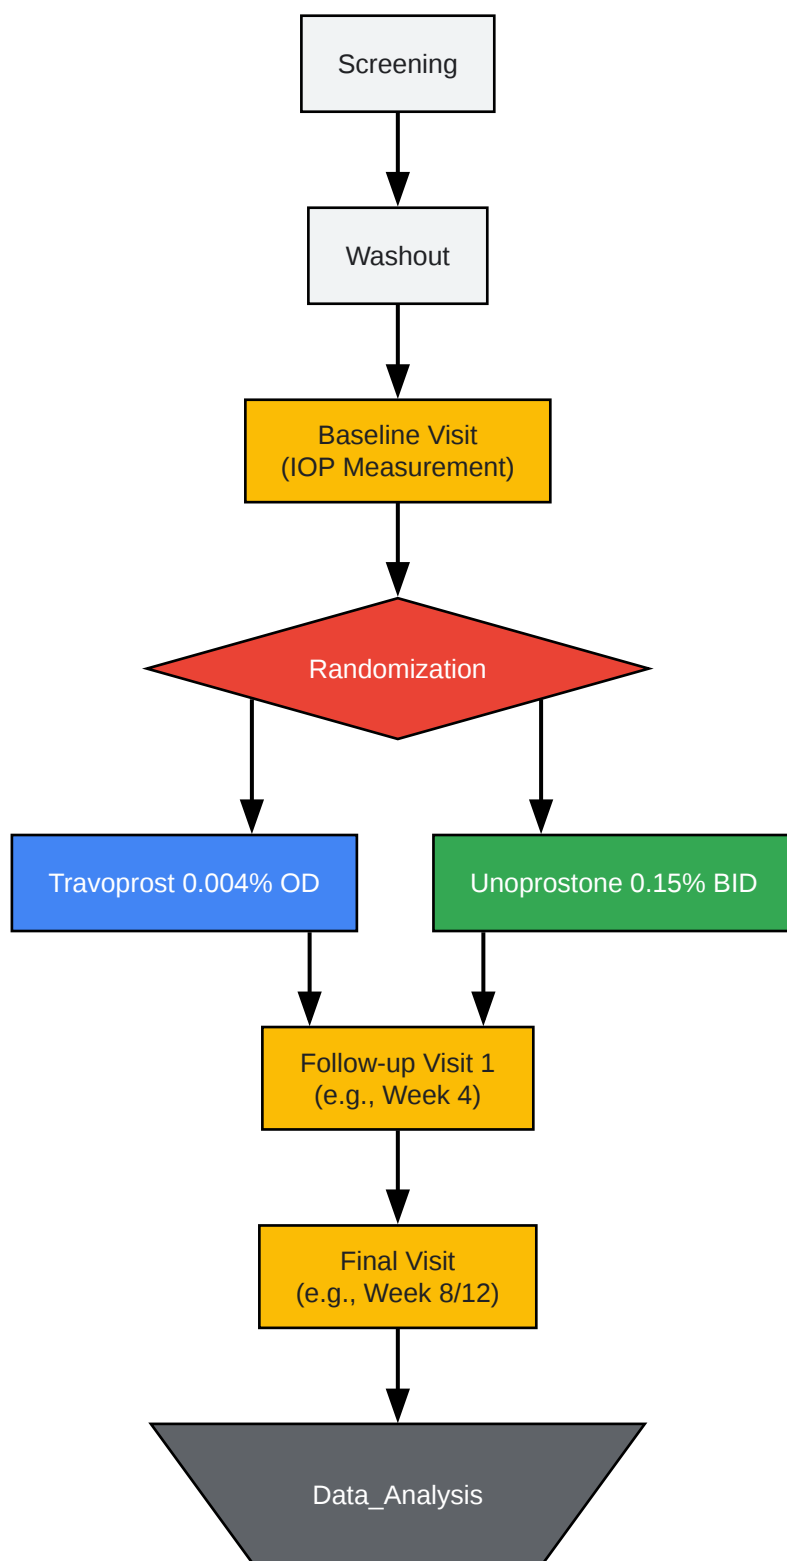 Screening
Washout
Baseline Visit
(IOP Measurement)
Randomization
Travoprost 0.004% OD
Unoprostone 0.15% BID
Follow-up Visit 1
(e.g., Week 4)
Final Visit
(e.g., Week 8/12)
Data_Analysis